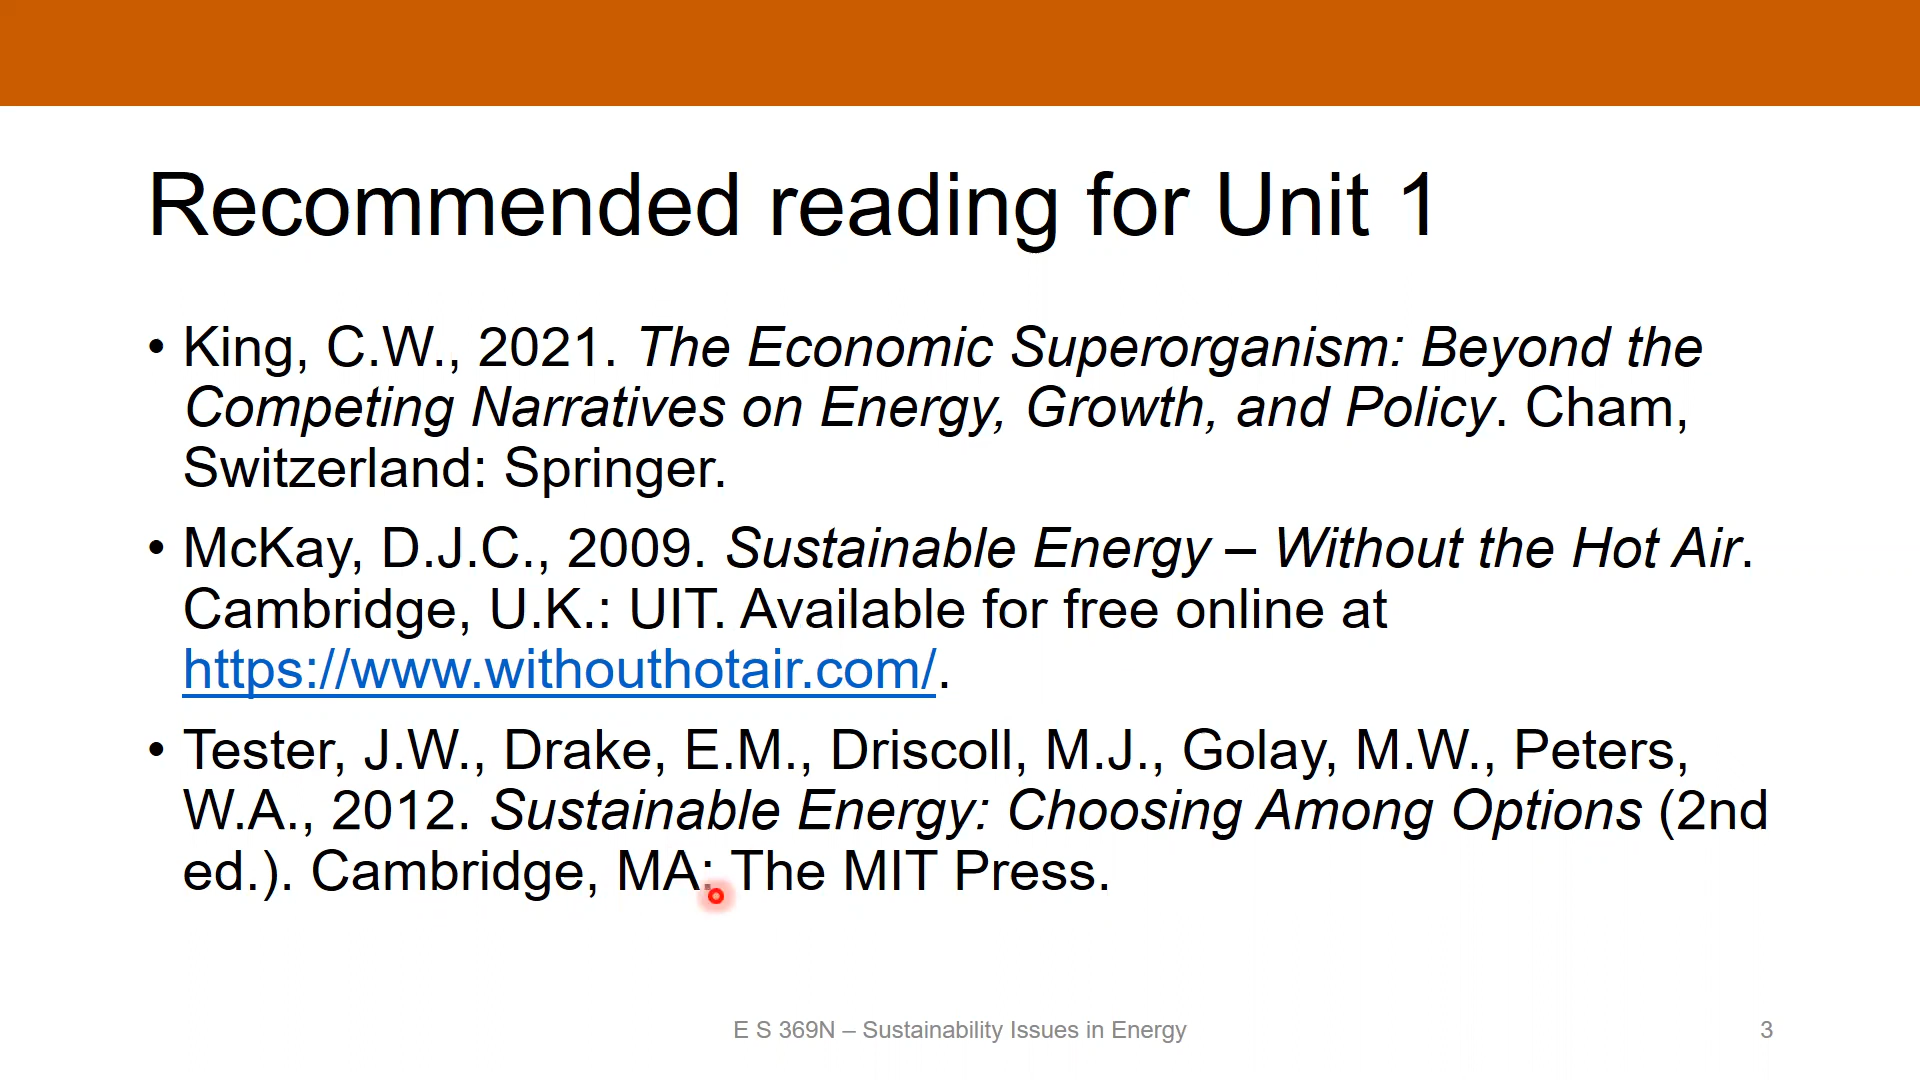 Recommended reading for Unit 1
• King, C.W., 2021. The Economic Superorganism: Beyond the
Competing Narratives on Energy, Growth, and Policy. Cham,
Switzerland: Springer.
• McKay, D.J.C., 2009. Sustainable Energy – Without the Hot Air.
Cambridge, U.K.: UIT. Available for free online at
https://www.withouthotair.com/.
• Tester, J.W., Drake, E.M., Driscoll, M.J., Golay, M.W., Peters,
W.A., 2012. Sustainable Energy: Choosing Among Options (2nd
ed.). Cambridge, MA: The MIT Press.
E S 369N – Sustainability Issues in Energy
3